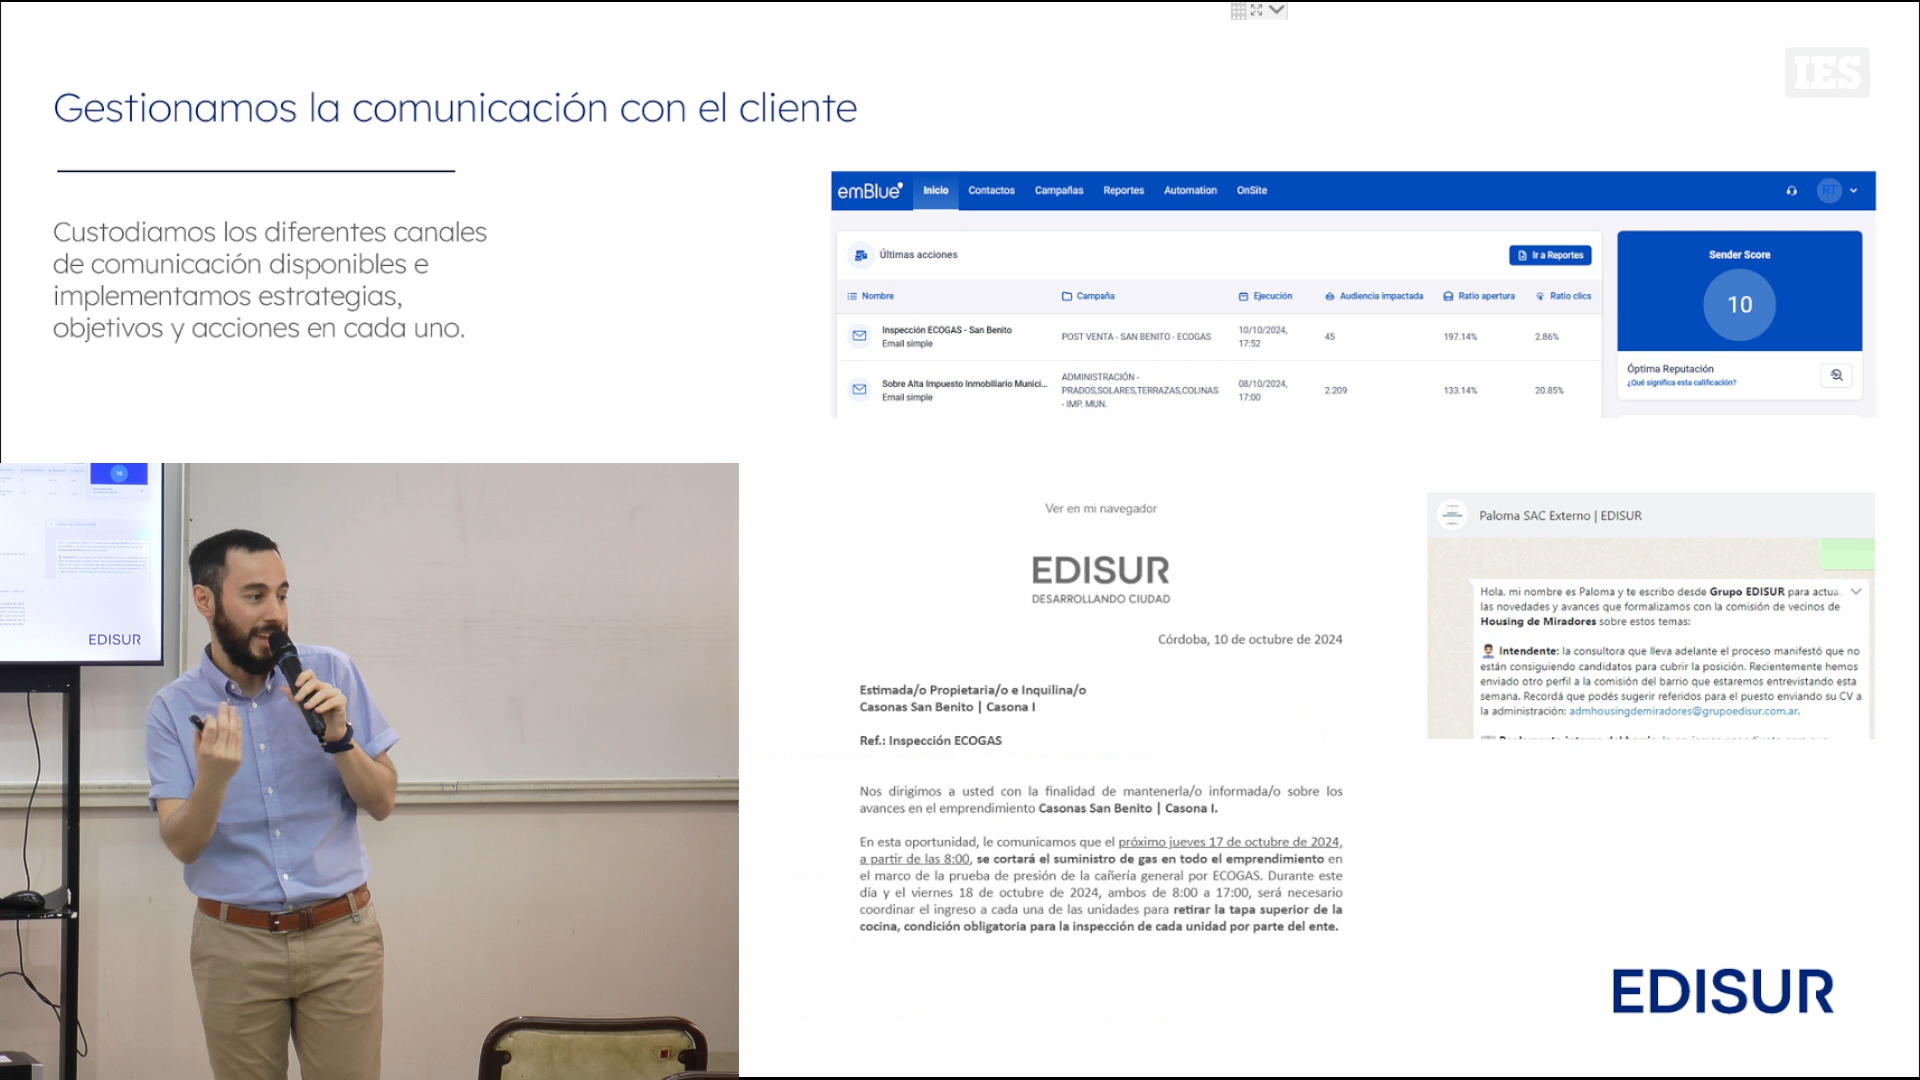 IES
Gestionamos la comunicación con el cliente
Custodiamos los diferentes canales
de comunicación disponibles e
implementamos estrategias,
objetivos y acciones en cada uno.
emBlue
Inicio
Contactos
Campañas
Reportes
Automation
OnSite
RT
Últimas acciones
Ir a Reportes
Nombre
Campaña
Ejecución
Audiencia impactada
Ratio apertura
Ratio clics
Inspección ECOGAS - San Benito
Email simple
POST VENTA - SAN BENITO - ECOGAS
10/10/2024,
17:52
45
197.14%
2.86%
Sobre Alta Impuesto Inmobiliario Munici...
Email simple
ADMINISTRACIÓN -
PRADOS,SOLARES,TERRAZAS,COLINAS
- IMP. MUN.
08/10/2024,
17:00
2.209
133.14%
20.85%
Sender Score
10
Óptima Reputación
¿Qué significa esta calificación?
10
EDISUR
Ver en mi navegador
EDISUR
DESARROLLANDO CIUDAD
Córdoba, 10 de octubre de 2024
Estimada/o Propietaria/o e Inquilina/o
Casonas San Benito | Casona I
Ref.: Inspección ECOGAS
Nos dirigimos a usted con la finalidad de mantenerla/o informada/o sobre los
avances en el emprendimiento Casonas San Benito | Casona I.
En esta oportunidad, le comunicamos que el próximo jueves 17 de octubre de 2024,
a partir de las 8:00, se cortará el suministro de gas en todo el emprendimiento en
el marco de la prueba de presión de la cañería general por ECOGAS. Durante este
día y el viernes 18 de octubre de 2024, ambos de 8:00 a 17:00, será necesario
coordinar el ingreso a cada una de las unidades para retirar la tapa superior de la
cocina, condición obligatoria para la inspección de cada unidad por parte del ente.
Paloma SAC Externo | EDISUR
Hola, mi nombre es Paloma y te escribo desde Grupo EDISUR para
las novedades y avances que formalizamos con la comisión de vecinos de
Housing de Miradores sobre estos temas:
Intendente: la consultora que lleva adelante el proceso manifestó que no
están consiguiendo candidatos para cubrir la posición. Recientemente hemos
enviado otro perfil a la comisión del barrio que estaremos entrevistando esta
semana. Recordá que podés sugerir referidos para el puesto enviando su CV a
la administración: admhousingdemiradores@grupoedisur.com.ar.
EDISUR